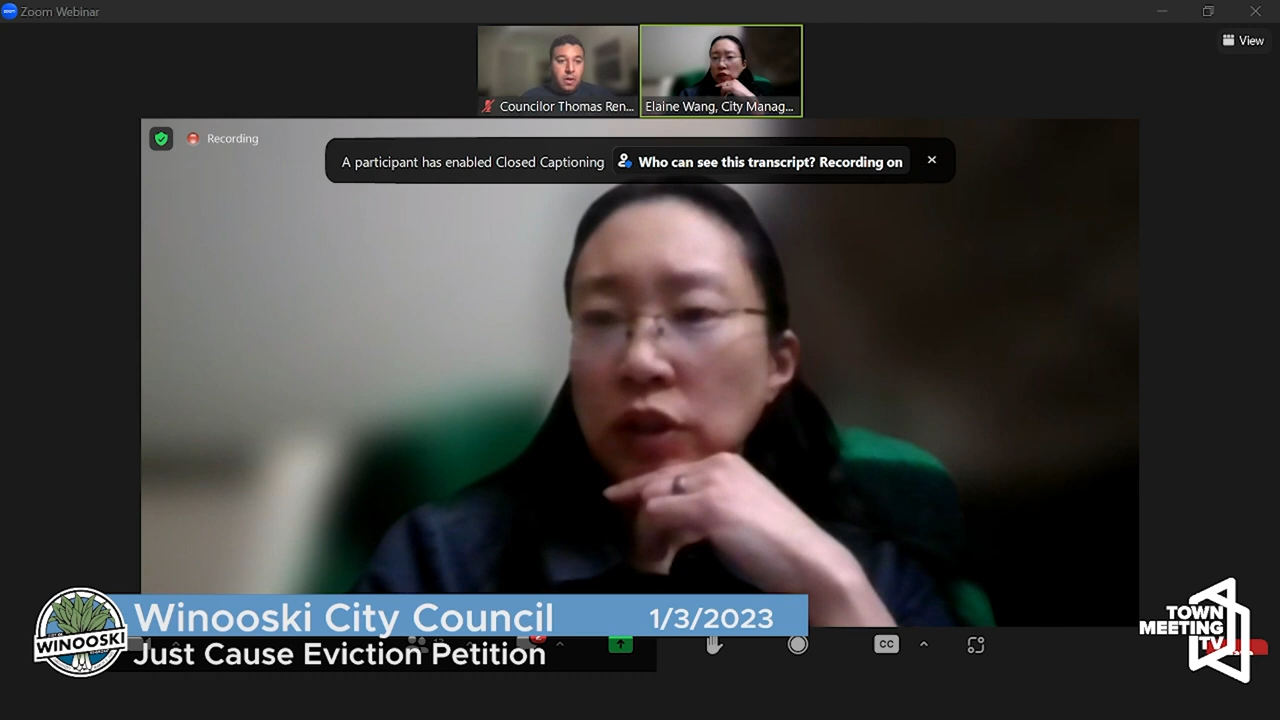 zoom
Zoom Webinar
View
Councilor Thomas Ren...
Elaine Wang, City Manag...
Recording
A participant has enabled Closed Captioning
Who can see this transcript? Recording on
Winooski City Council
1/3/2023
Just Cause Eviction Petition
WINOOSKI
CC
TOWN
MEETING
TV